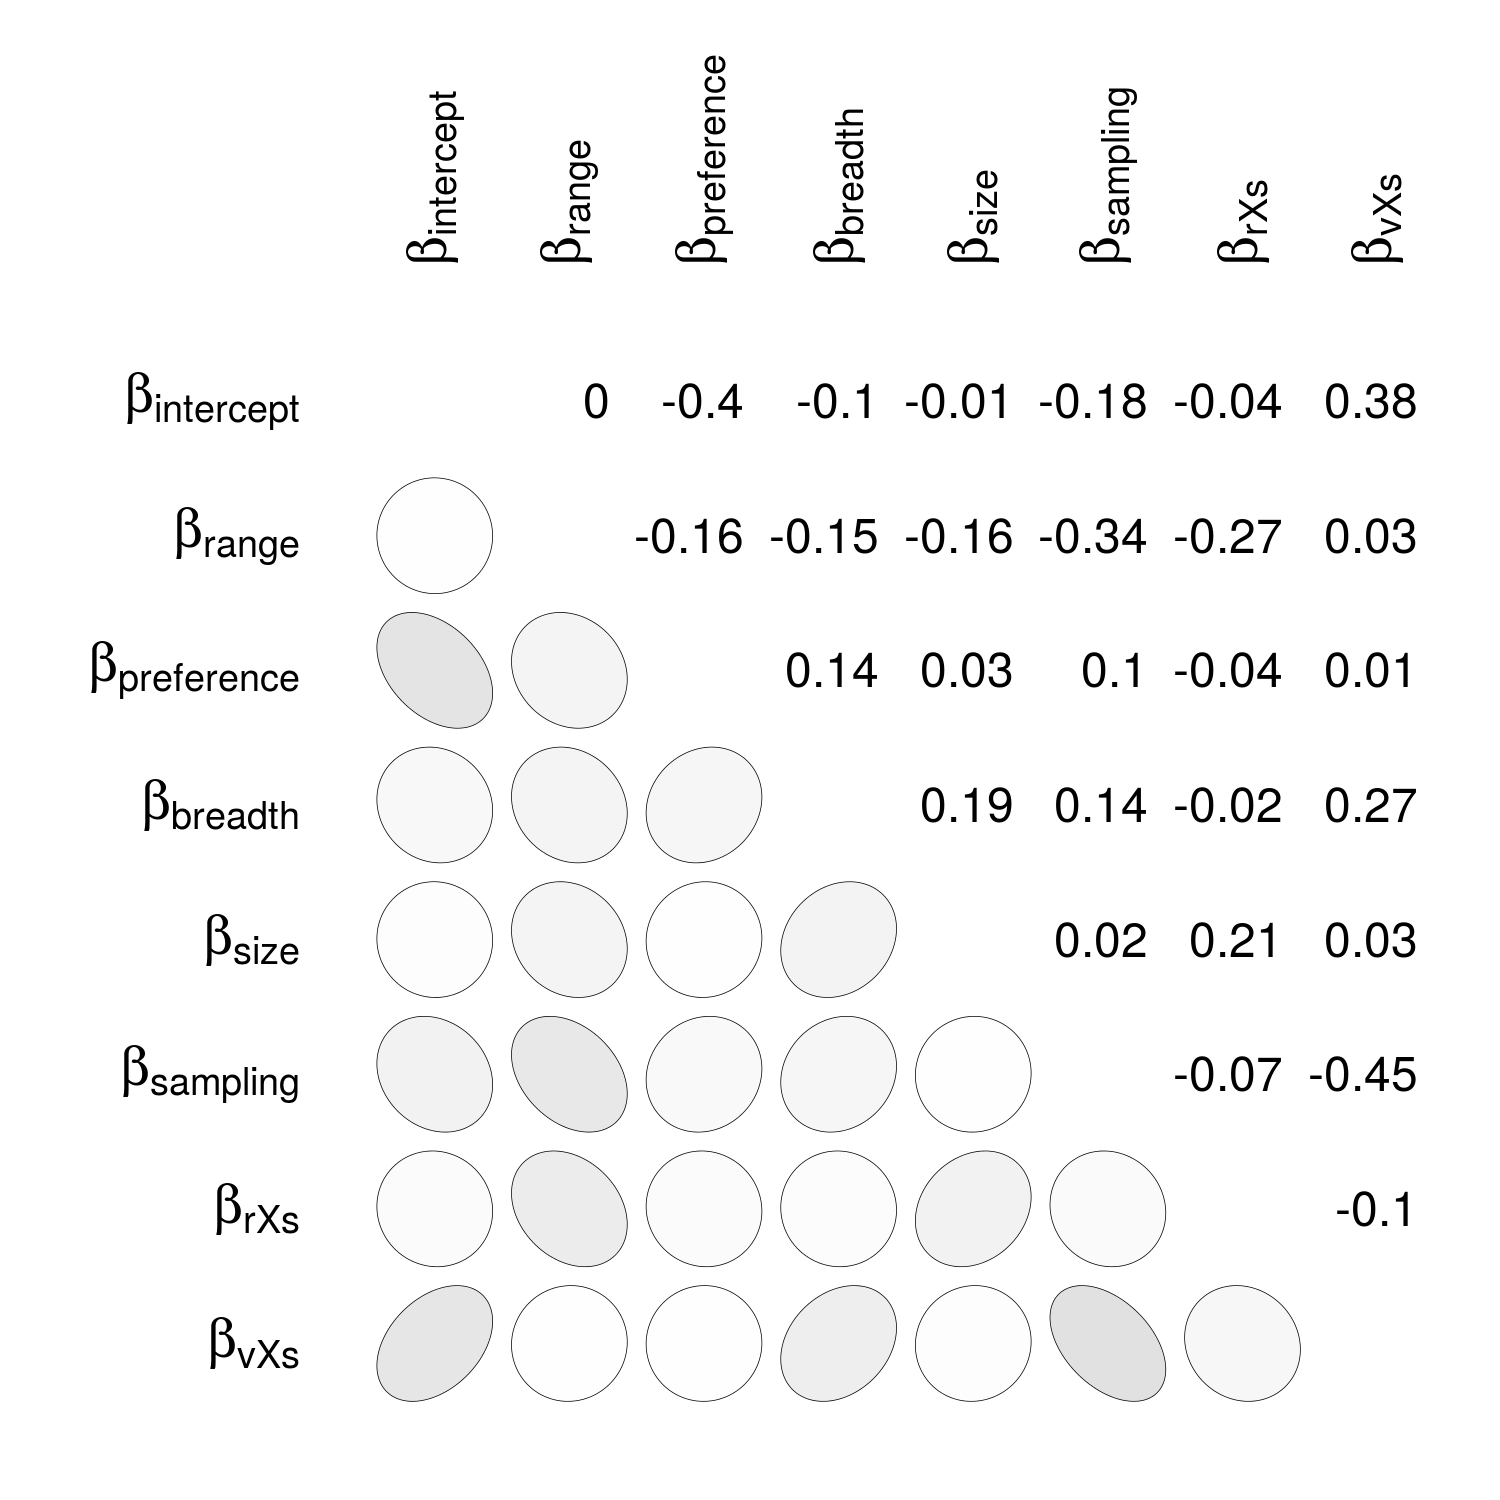 βintercept βrange βpreference βbreadth βsize βsampling βrXs βvXs
βintercept 0 -0.4 -0.1 -0.01 -0.18 -0.04 0.38
βrange -0.16 -0.15 -0.16 -0.34 -0.27 0.03
βpreference 0.14 0.03 0.1 -0.04 0.01
βbreadth 0.19 0.14 -0.02 0.27
βsize 0.02 0.21 0.03
βsampling -0.07 -0.45
βrXs -0.1
βvXs